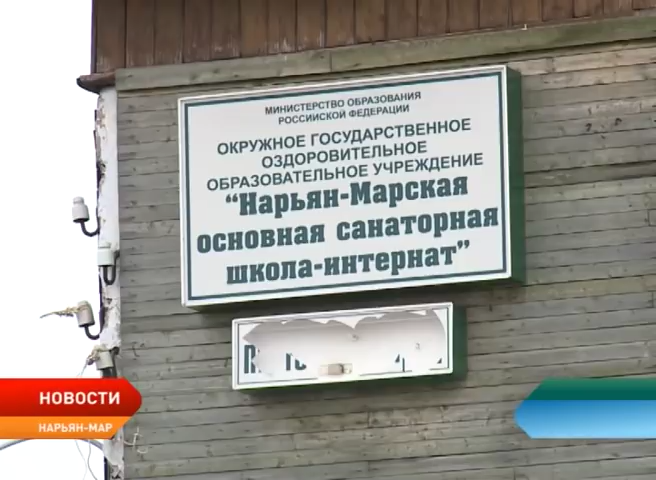 МИНИСТЕРСТВО ОБРАЗОВАНИЯ
РОССИЙСКОЙ ФЕДЕРАЦИИ
ОКРУЖНОЕ ГОСУДАРСТВЕННОЕ
ОЗДОРОВИТЕЛЬНОЕ
ОБРАЗОВАТЕЛЬНОЕ УЧРЕЖДЕНИЕ
“НАРЬЯН-МАРСКАЯ
ОСНОВНАЯ САНАТОРНАЯ
ШКОЛА-ИНТЕРНАТ”
НОВОСТИ
НАРЬЯН-МАР